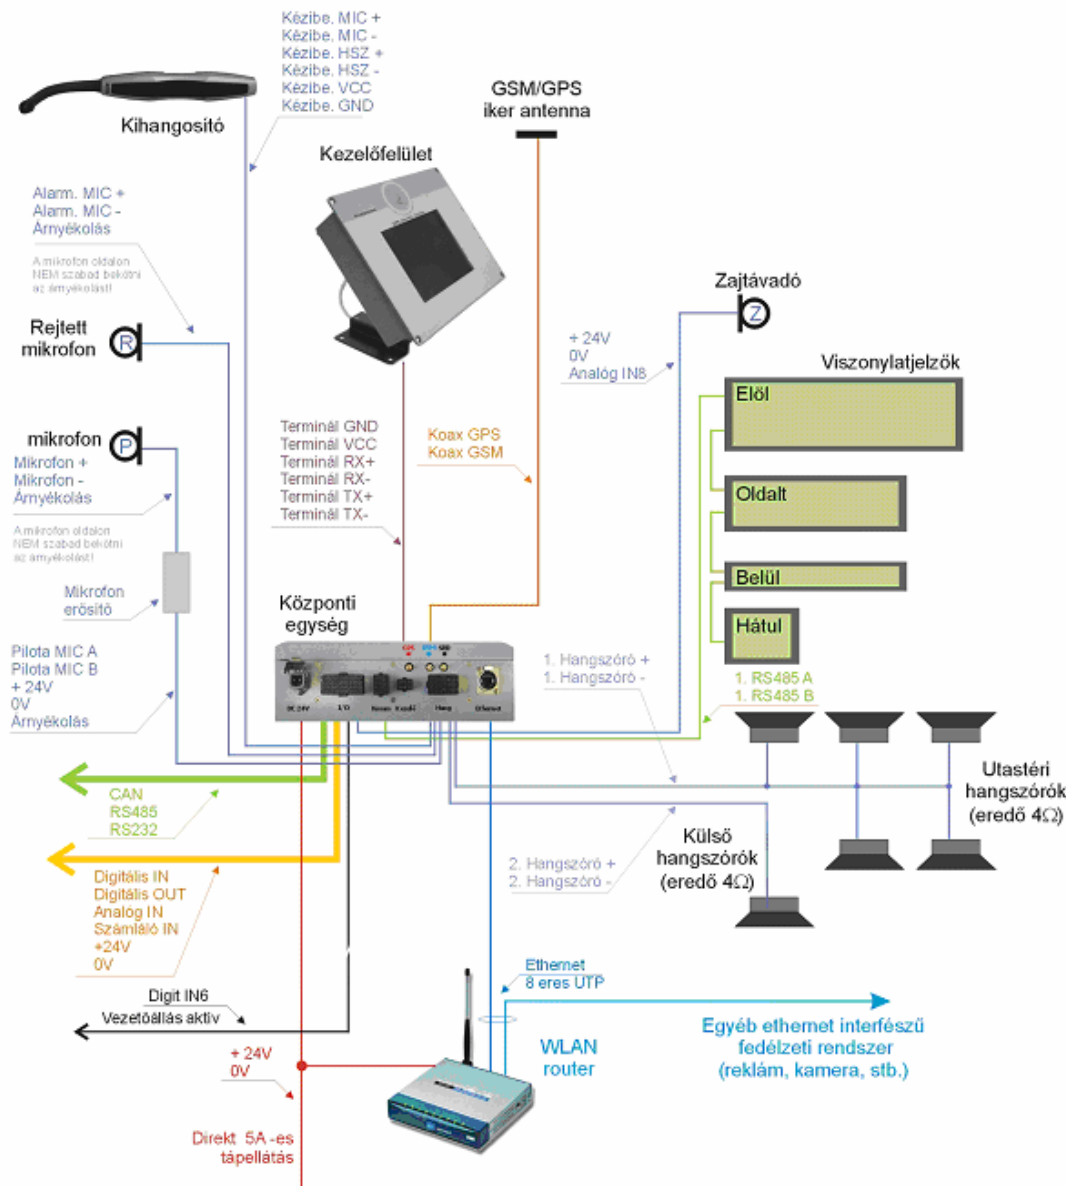 Kézibe. MIC +
Kézibe. MIC -
Kézibe. HSZ +
Kézibe. HSZ -
Kézibe. VCC
Kézibe. GND
Kihangosító
GSM/GPS
iker antenna
Kezelőfelület
Alarm. MIC +
Alarm. MIC -
Árnyékolás
A mikrofon oldalon
NEM szabad bekötni
az árnyékolást!
Rejtett
mikrofon
R
Zajtávadó
Z
+ 24V
0V
Analóg IN8
Viszonylatjelzők
Elöl
Oldalt
Belül
Hátul
1. RS485 A
1. RS485 B
mikrofon
P
Mikrofon +
Mikrofon -
Árnyékolás
A mikrofon oldalon
NEM szabad bekötni
az árnyékolást!
Mikrofon
erősítő
Terminál GND
Terminál VCC
Terminál RX+
Terminál RX-
Terminál TX+
Terminál TX-
Koax GPS
Koax GSM
Központi
egység
DC 24V
I/O
Kezelő
Hang
Ethernet
Pilota MIC A
Pilota MIC B
+ 24V
0V
Árnyékolás
1. Hangszóró +
1. Hangszóró -
Utastéri
hangszórók
(eredő 4Ω)
CAN
RS485
RS232
Külső
hangszórók
(eredő 4Ω)
2. Hangszóró +
2. Hangszóró -
Digitális IN
Digitális OUT
Analóg IN
Számláló IN
+24V
0V
Digit IN6
Vezetőállás aktív
Ethernet
8 eres UTP
WLAN
router
Egyéb ethernet interfészű
fedélzeti rendszer
(reklám, kamera, stb.)
+ 24V
0V
Direkt 5A-es
tápellátás